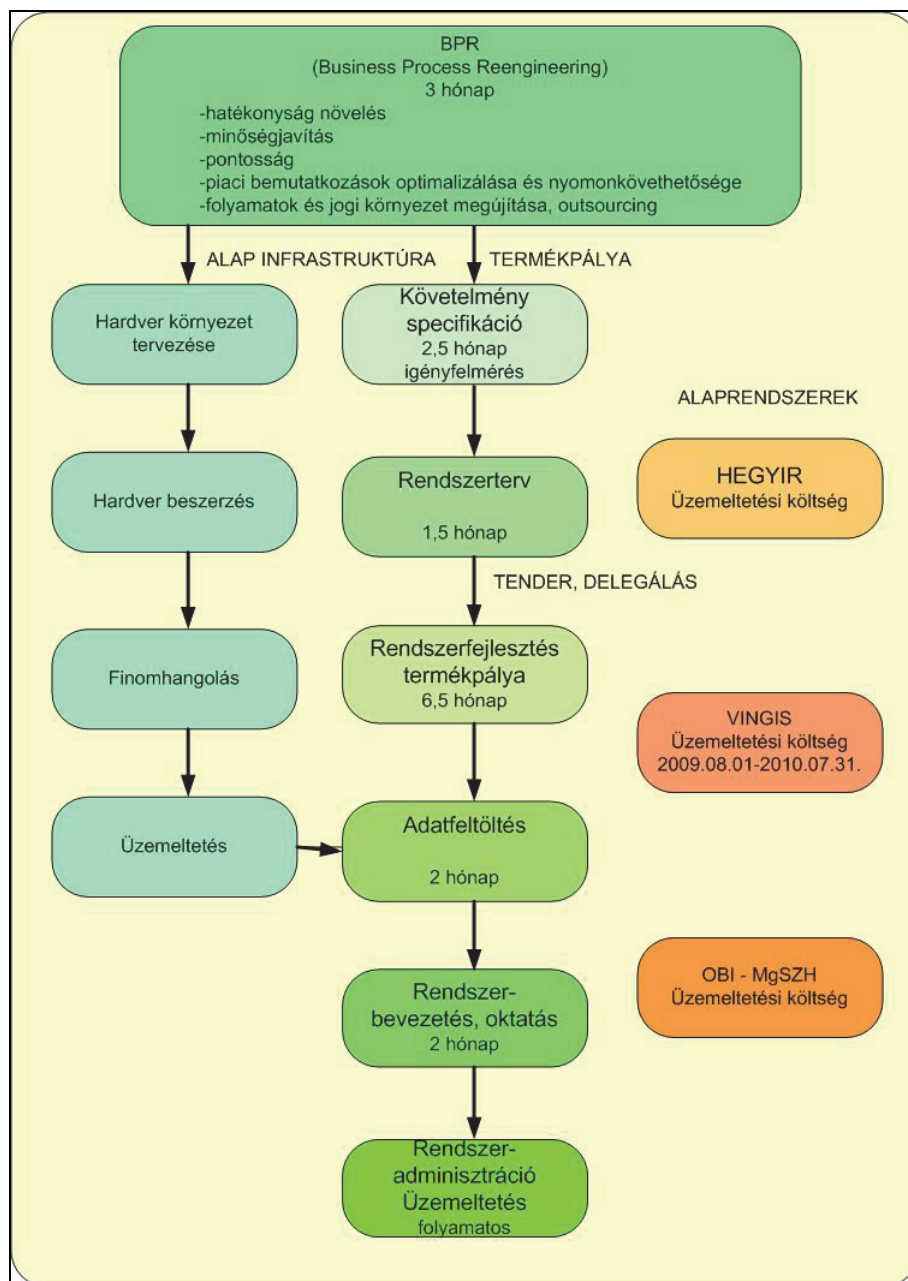 BPR
(Business Process Reengineering)
3 hónap
-hatékonyság növelés
-minőségjavítás
-pontosság
-piaci bemutatkozások optimalizálása és nyomonkövethetősége
-folyamatok és jogi környezet megújítása, outsourcing
ALAP INFRASTRUKTÚRA
TERMÉKPÁLYA
Hardver környezet
tervezése
Hardver beszerzés
Finomhangolás
Üzemeltetés
Követelmény
specifikáció
2,5 hónap
igényfelmérés
Rendszerterv
1,5 hónap
TENDER, DELEGÁLÁS
Rendszerfejlesztés
termékpálya
6,5 hónap
Adatfeltöltés
2 hónap
Rendszer-
bevezetés, oktatás
2 hónap
Rendszer-
adminisztráció
Üzemeltetés
folyamatos
ALAPRENDSZEREK
HEGYIR
Üzemeltetési költség
VINGIS
Üzemeltetési költség
2009.08.01-2010.07.31.
OBI - MgSZH
Üzemeltetési költség